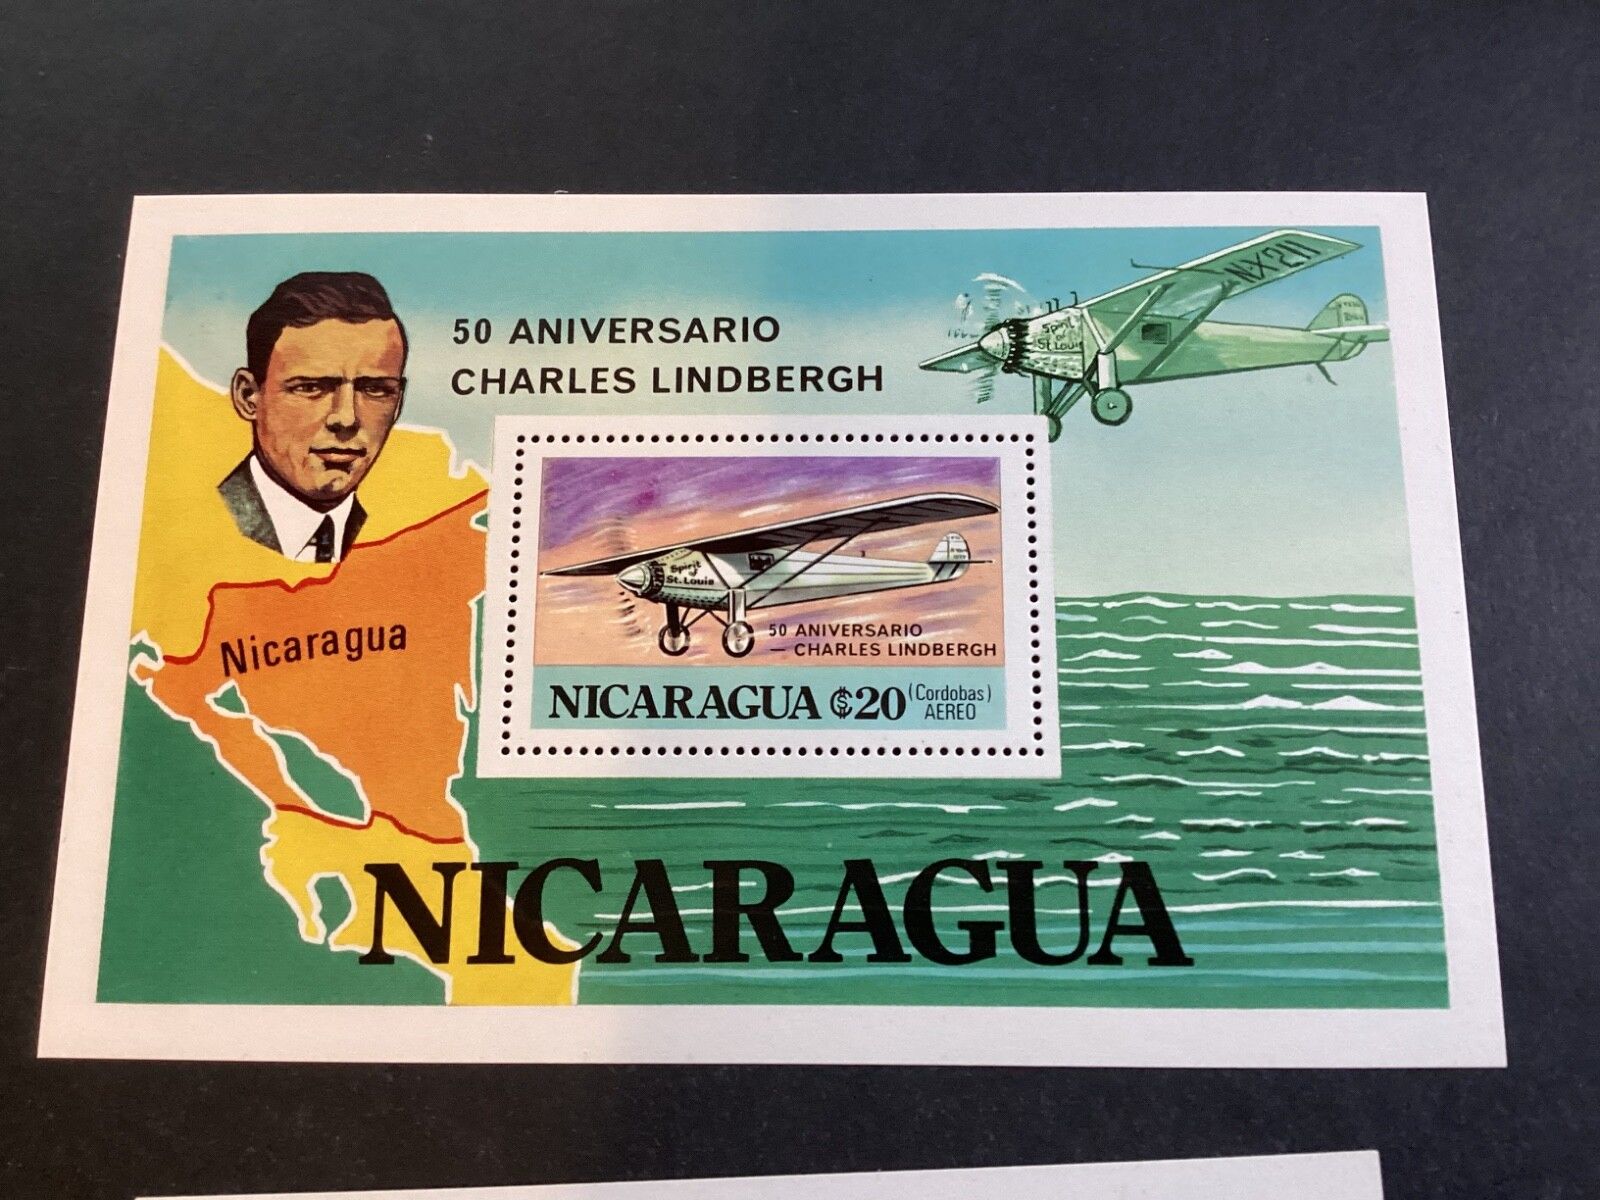 50 ANIVERSARIO
CHARLES LINDBERGH
N-X211
Spirit
of
St. Louis
Nicaragua
Spirit
of
St. Louis
50 ANIVERSARIO
— CHARLES LINDBERGH
NICARAGUA ₡$20 (Cordobas)
AEREO
NICARAGUA